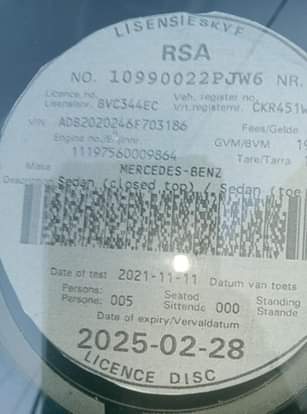 LISENSIESKYF
RSA
NO. 10990022PJW6 NR.
Licence no. Veh. register no.
Lisensienr. BVC344EC Vrt.registernr. CKR451W
VIN ADB2020246F703186 Fees/Gelde
Engine no./Enjinnr. GVM/BVM
11197560009864 Tare/Tarra
Make MERCEDES-BENZ
Description Sedan (closed top) / Sedan (toe
Date of test 2021-11-11 Datum van toets
Persons: Seated Standing
Persone: 005 Sittende 000 Staande
Date of expiry/Vervaldatum
2025-02-28
LICENCE DISC